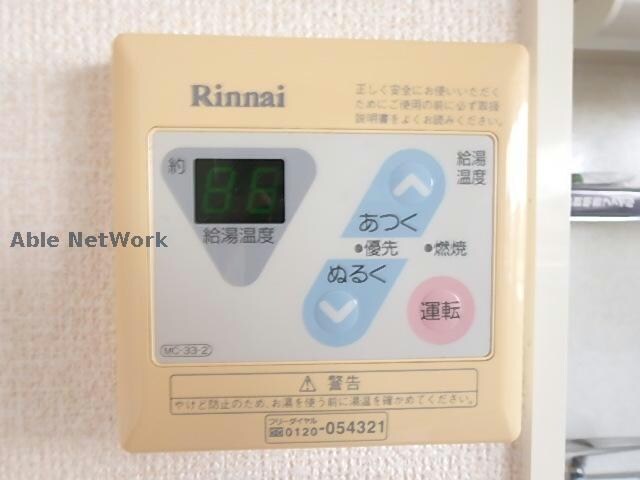 Rinnai
正しく安全にお使いいただく
ためにご使用の前に必ず取扱
説明書をよくお読みください。
約
給湯温度
給湯
温度
あつく
●優先 ●燃焼
ぬるく
運転
MC-33-2
Able NetWork
⚠ 警告
やけど防止のため、お湯を使う前に湯温を確かめてください。
フリーダイヤル
0120-054321